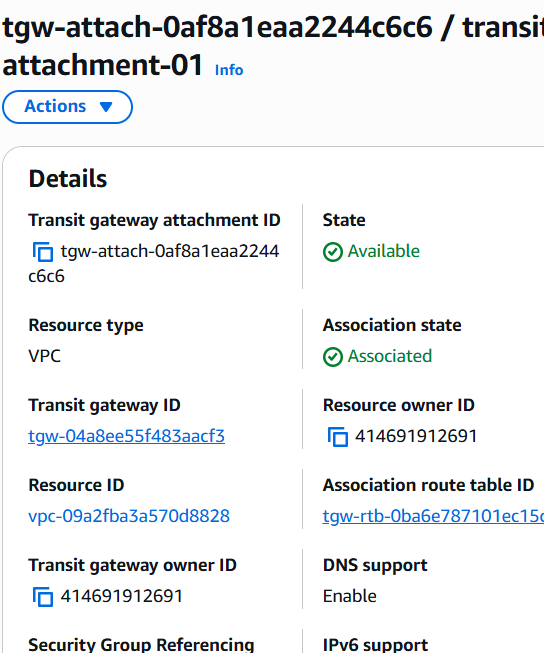 tgw-attach-0af8a1eaa2244c6c6 / transit
attachment-01 Info
Actions
Details
Transit gateway attachment ID
tgw-attach-0af8a1eaa2244
c6c6
State
Available
Resource type
VPC
Association state
Associated
Transit gateway ID
tgw-04a8ee55f483aacf3
Resource owner ID
414691912691
Resource ID
vpc-09a2fba3a570d8828
Association route table ID
tgw-rtb-0ba6e787101ec15c
Transit gateway owner ID
414691912691
DNS support
Enable
Security Group Referencing
IPv6 support